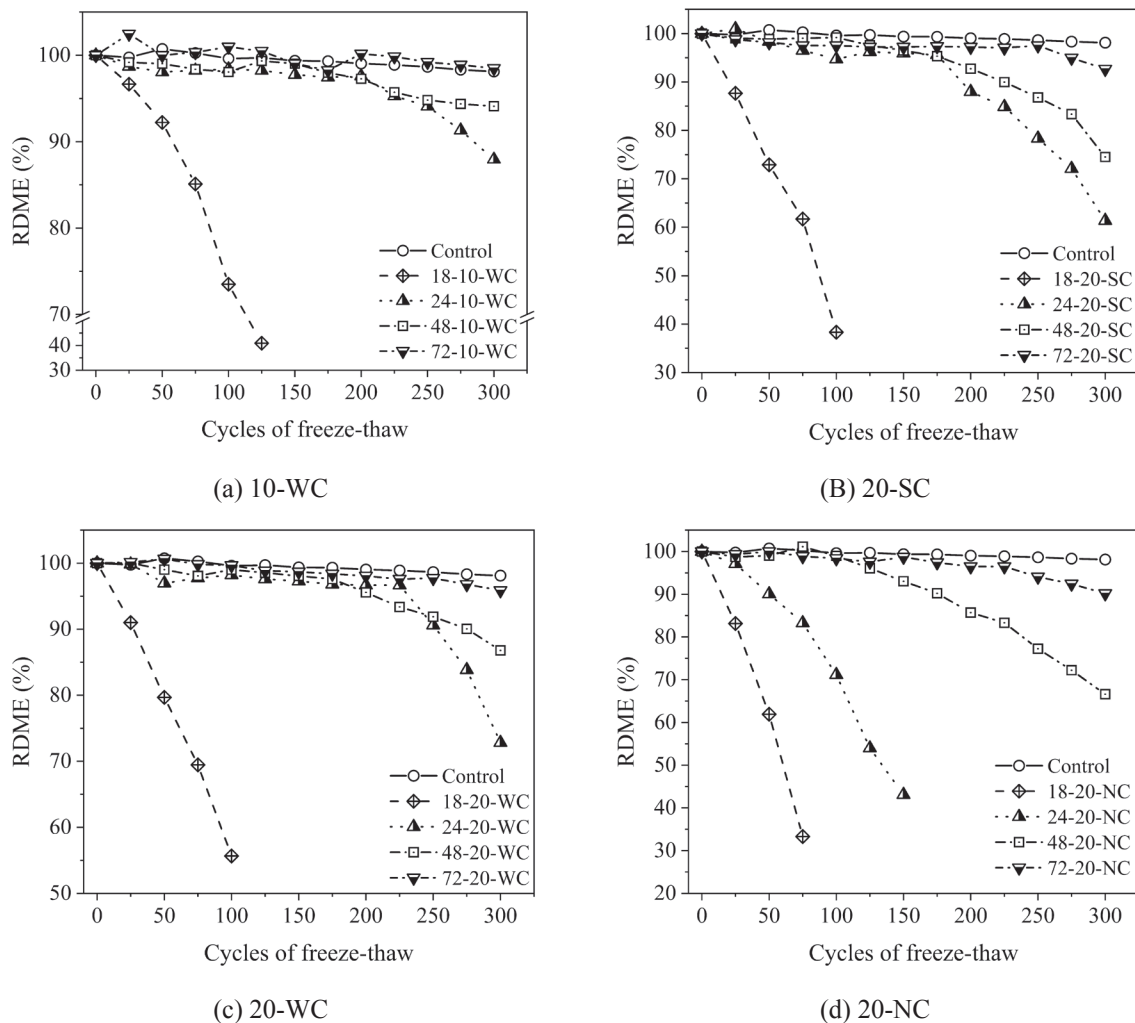 100
90
80
70
40
30
RDME (%)
0 50 100 150 200 250 300
Cycles of freeze-thaw
Control
18-10-WC
24-10-WC
48-10-WC
72-10-WC
(a) 10-WC
100
90
80
70
60
50
40
30
RDME (%)
0 50 100 150 200 250 300
Cycles of freeze-thaw
Control
18-20-SC
24-20-SC
48-20-SC
72-20-SC
(B) 20-SC
100
90
80
70
60
50
RDME (%)
0 50 100 150 200 250 300
Cycles of freeze-thaw
Control
18-20-WC
24-20-WC
48-20-WC
72-20-WC
(c) 20-WC
100
90
80
70
60
50
40
30
20
RDME (%)
0 50 100 150 200 250 300
Cycles of freeze-thaw
Control
18-20-NC
24-20-NC
48-20-NC
72-20-NC
(d) 20-NC